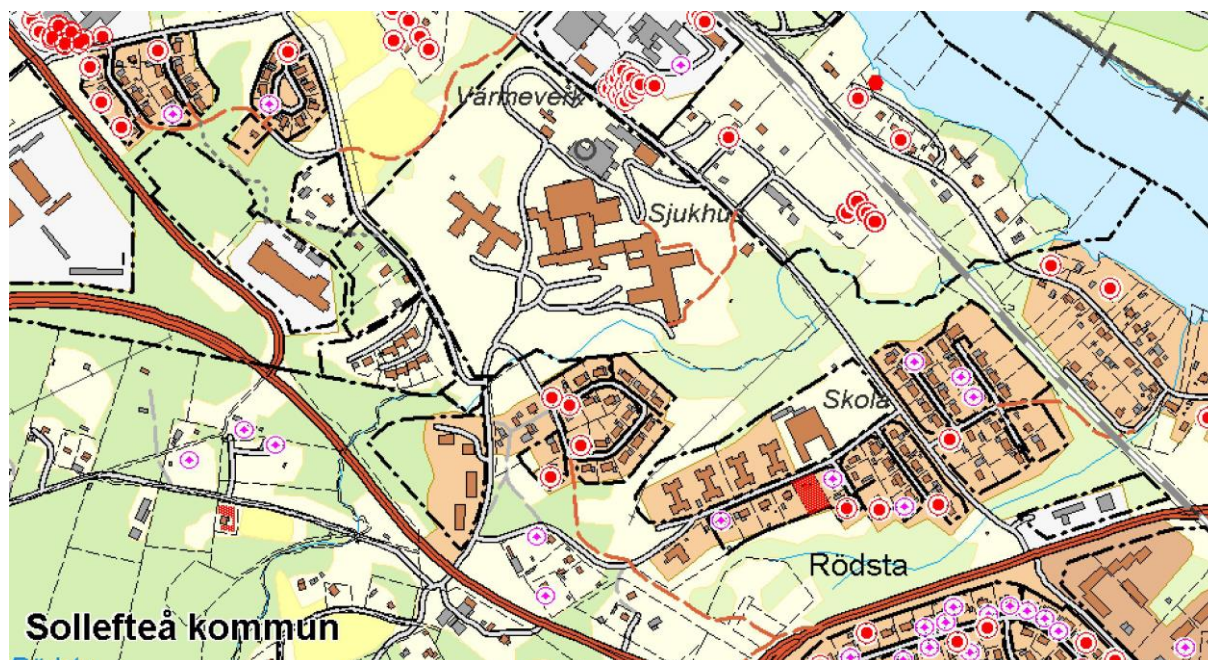 Värmeverk
Sjukhus
Skola
Rödsta
Sollefteå kommun